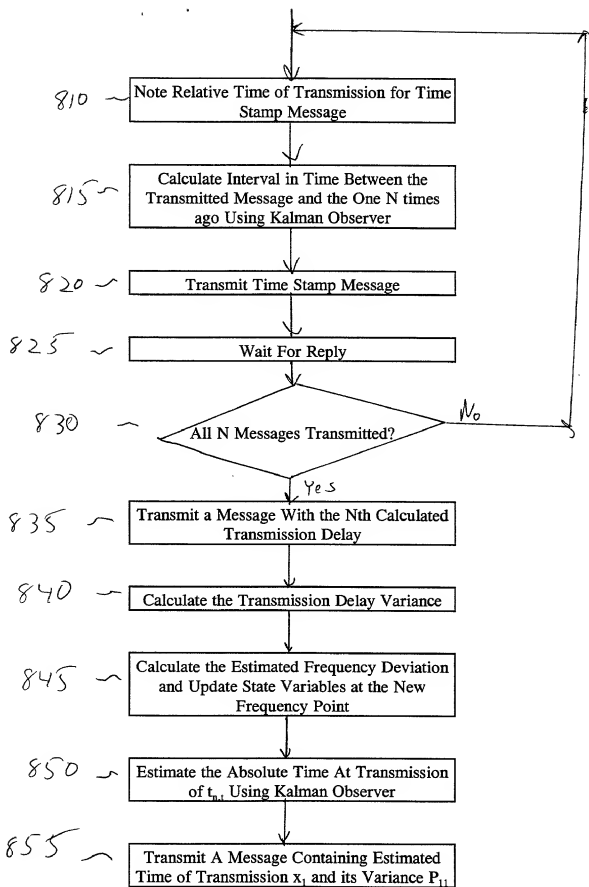 810
Note Relative Time of Transmission for Time
Stamp Message
815
Calculate Interval in Time Between the
Transmitted Message and the One N times
ago Using Kalman Observer
820
Transmit Time Stamp Message
825
Wait For Reply
830
All N Messages Transmitted?
No
Yes
835
Transmit a Message With the Nth Calculated
Transmission Delay
840
Calculate the Transmission Delay Variance
845
Calculate the Estimated Frequency Deviation
and Update State Variables at the New
Frequency Point
850
Estimate the Absolute Time At Transmission
of tn,t Using Kalman Observer
855
Transmit A Message Containing Estimated
Time of Transmission x1 and its Variance P11